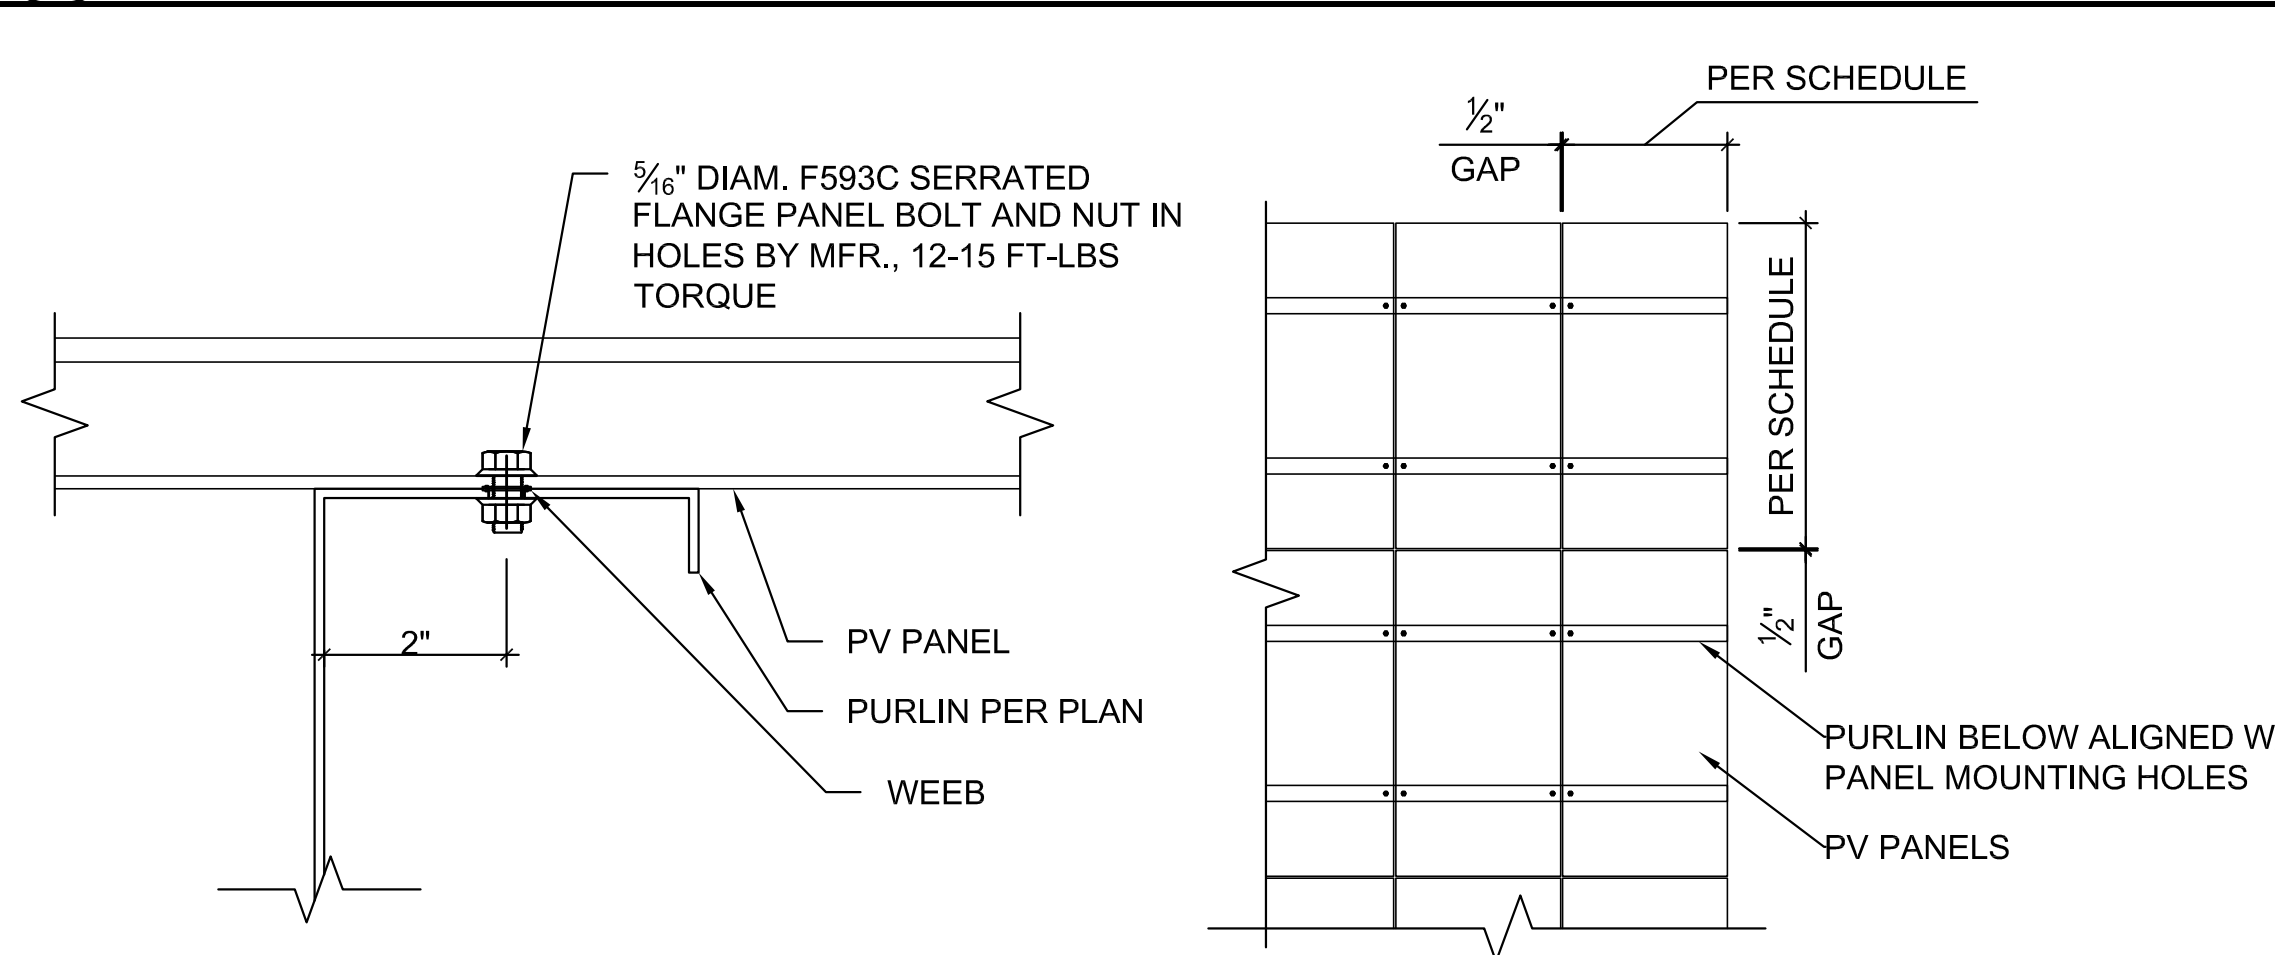 5/16" DIAM. F593C SERRATED
FLANGE PANEL BOLT AND NUT IN
HOLES BY MFR., 12-15 FT-LBS
TORQUE
2"
PV PANEL
PURLIN PER PLAN
WEEB
PER SCHEDULE
1/2"
GAP
PER SCHEDULE
1/2"
GAP
PURLIN BELOW ALIGNED W
PANEL MOUNTING HOLES
PV PANELS